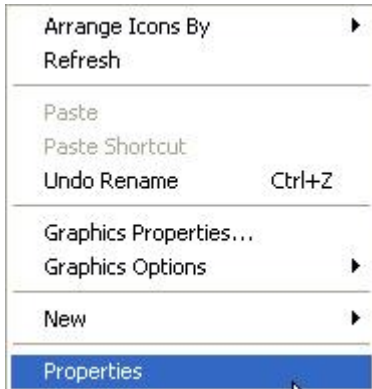 Arrange Icons By
Refresh
Paste
Paste Shortcut
Undo Rename Ctrl+Z
Graphics Properties...
Graphics Options
New
Properties